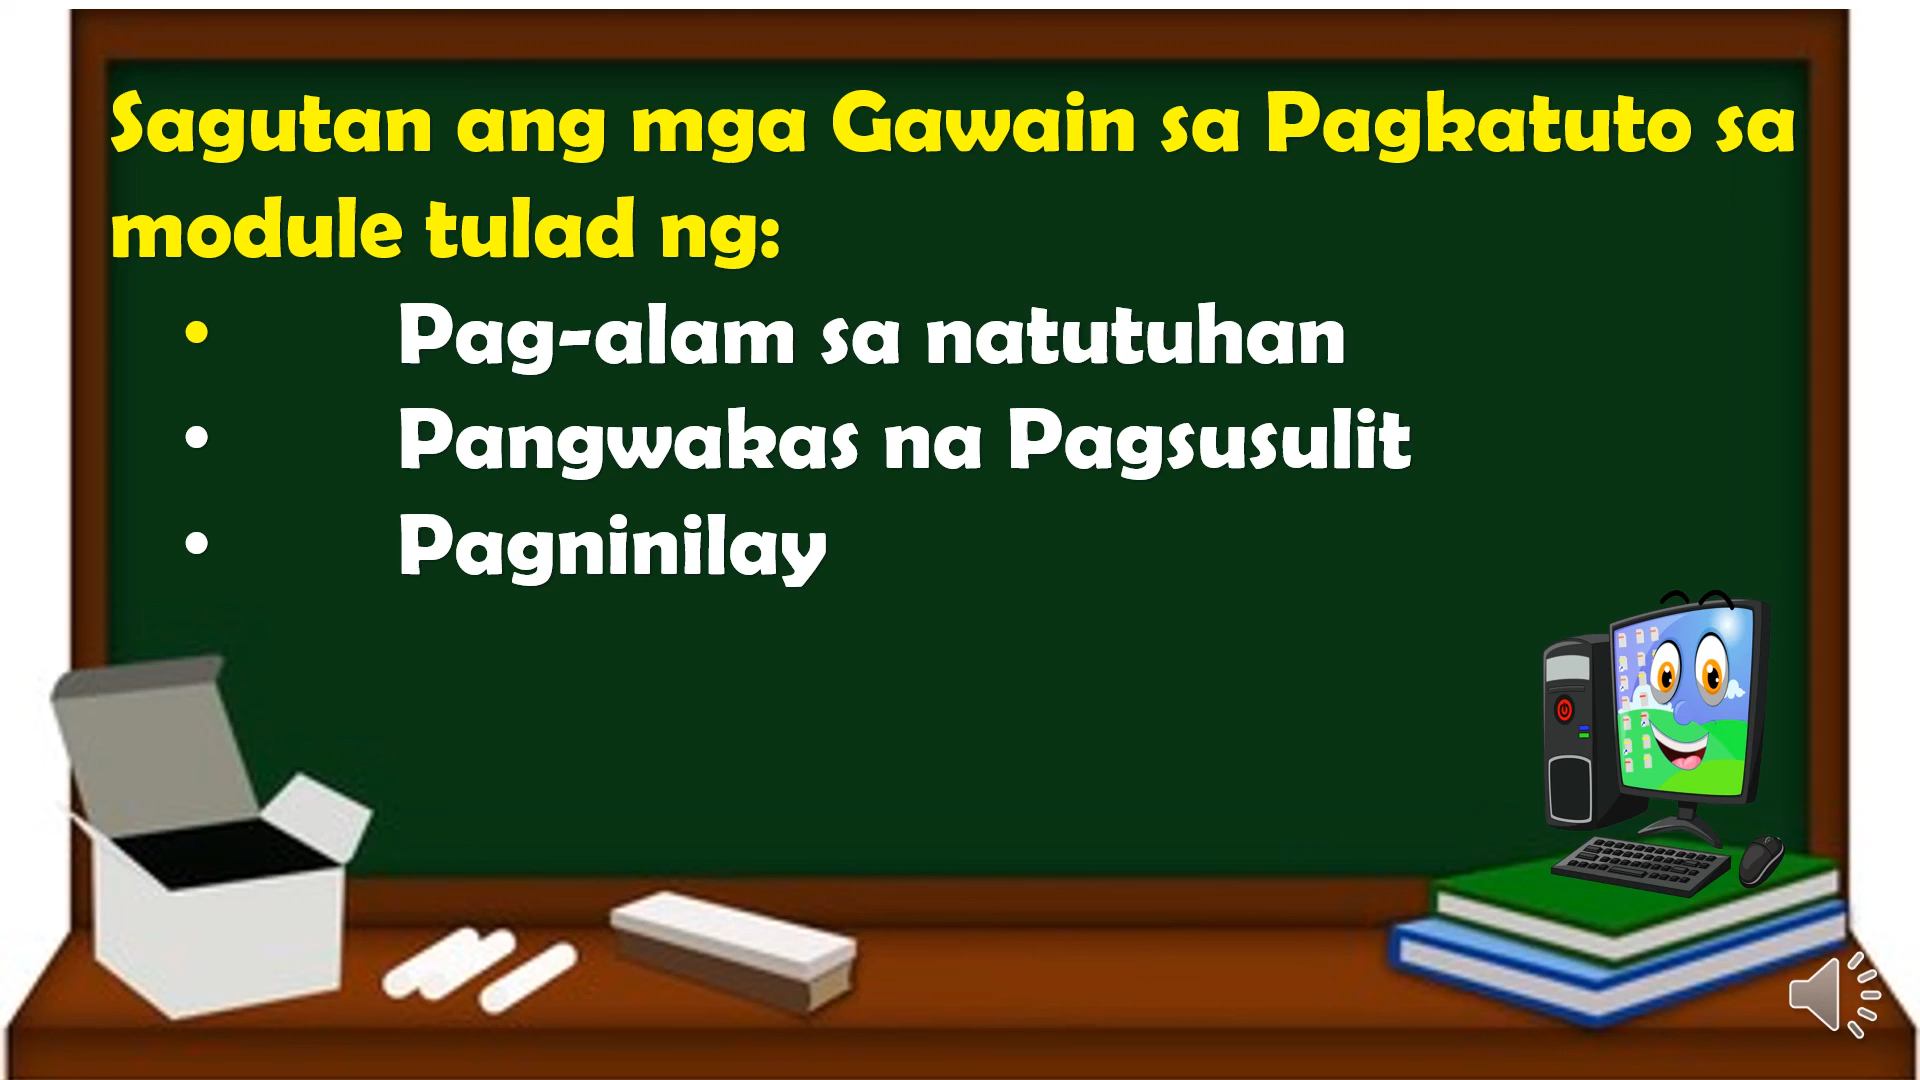 Sagutan ang mga Gawain sa Pagkatuto sa
module tulad ng:
• Pag-alam sa natutuhan
• Pangwakas na Pagsusulit
• Pagninilay